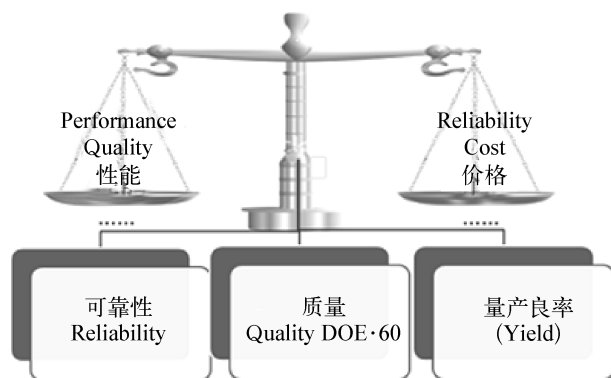 Performance
Quality
性能
Reliability
Cost
价格
......
......
可靠性
Reliability
质量
Quality DOE·60
量产良率
(Yield)